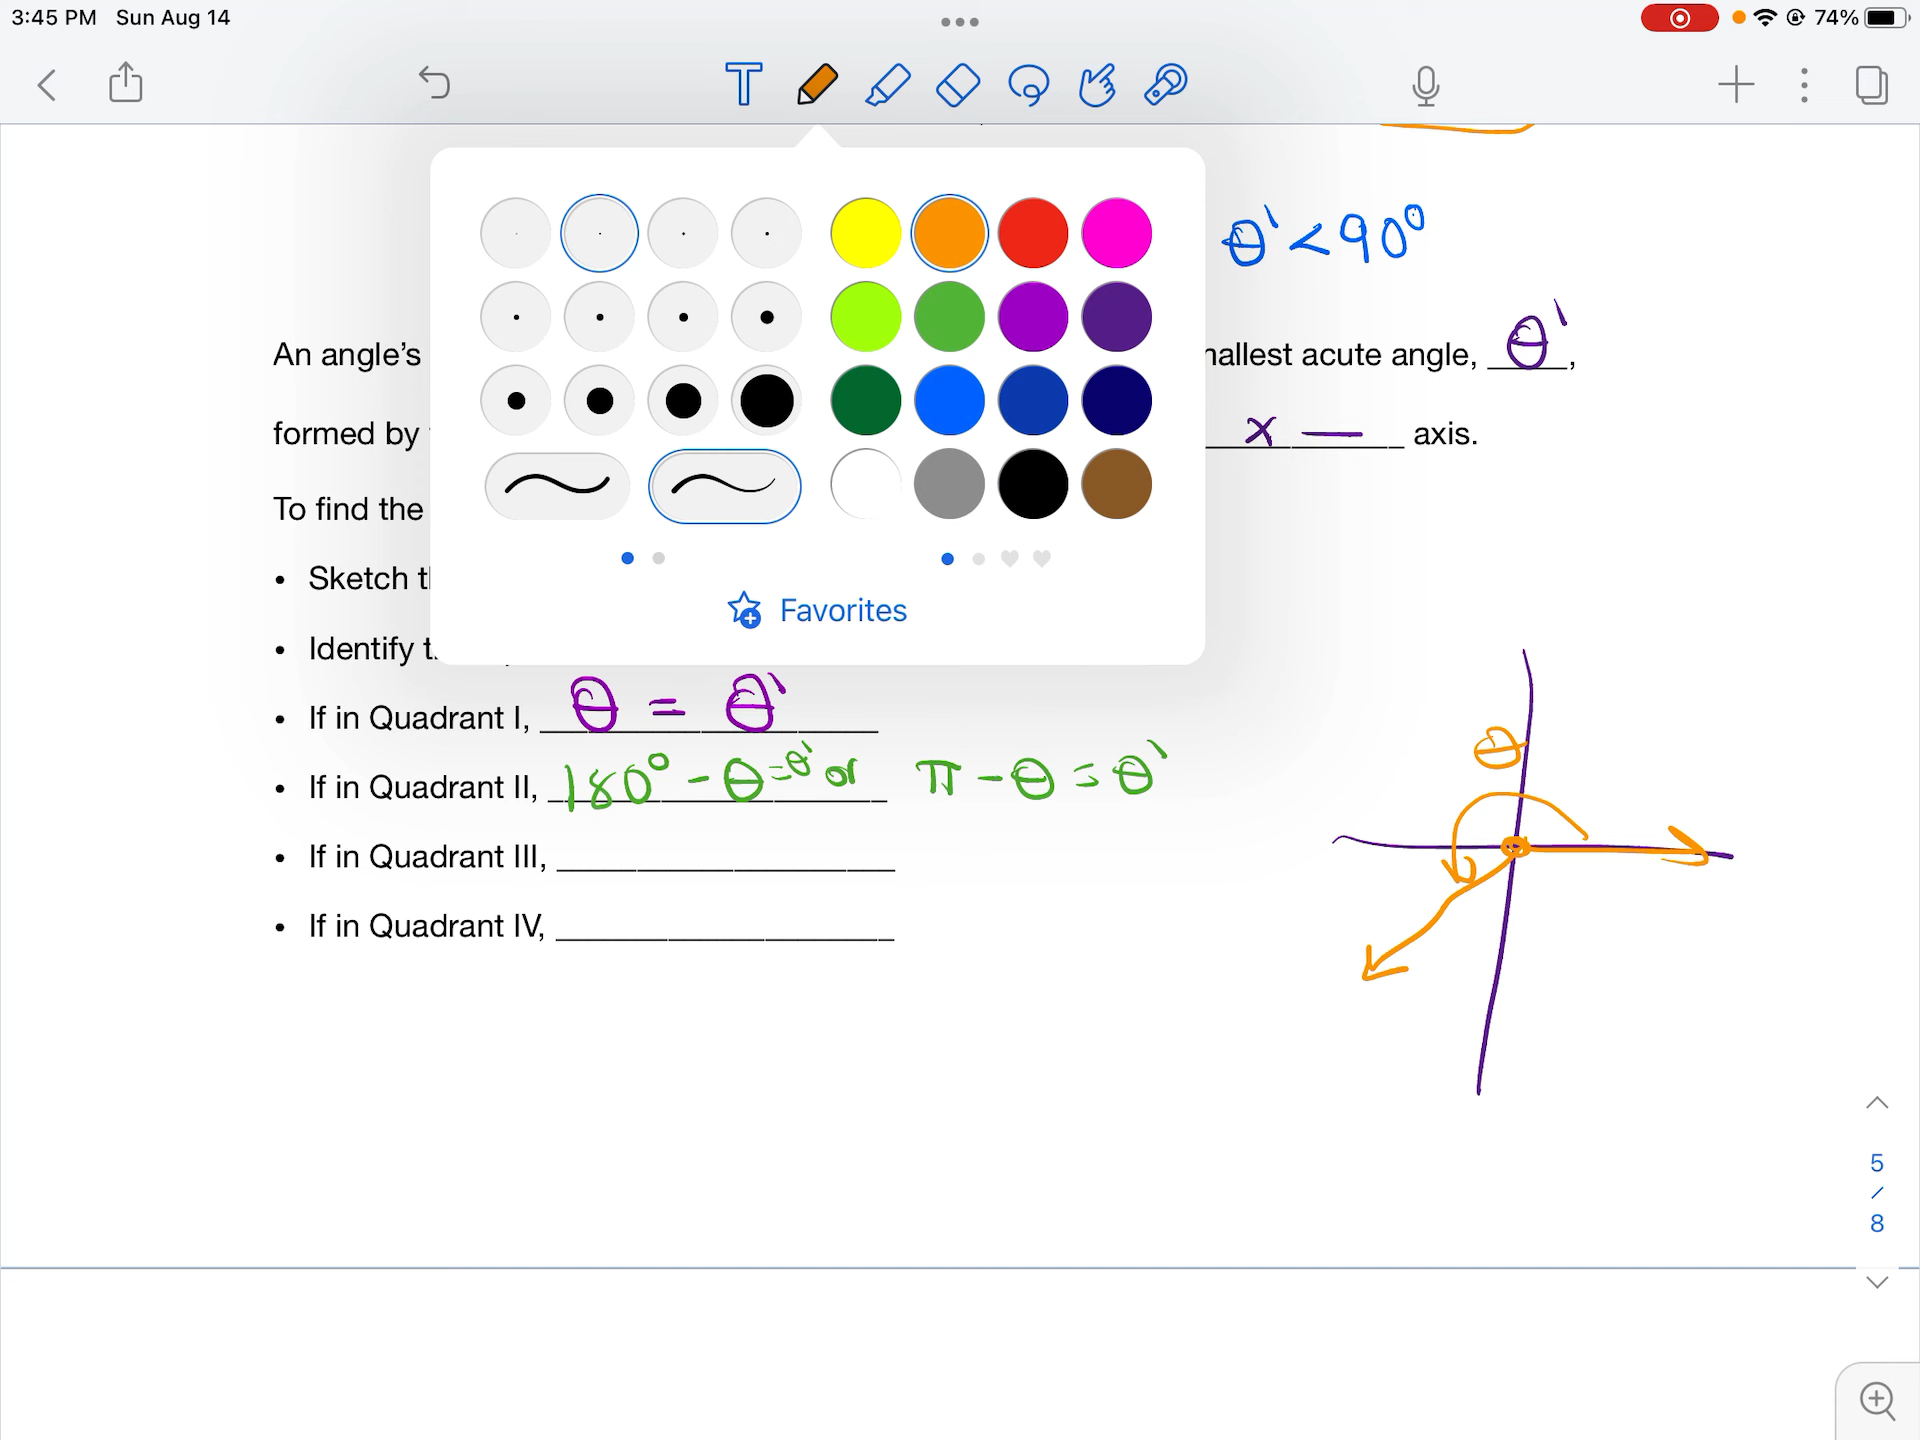 3:45 PM Sun Aug 14
74%
θ' < 90°
An angle's
mallest acute angle, θ',
formed by
x — axis.
To find the
Favorites
• Sketch
• Identify
• If in Quadrant I, θ = θ'
• If in Quadrant II, 180° - θ = θ' or π - θ = θ'
θ
• If in Quadrant III,
• If in Quadrant IV,
5
/
8